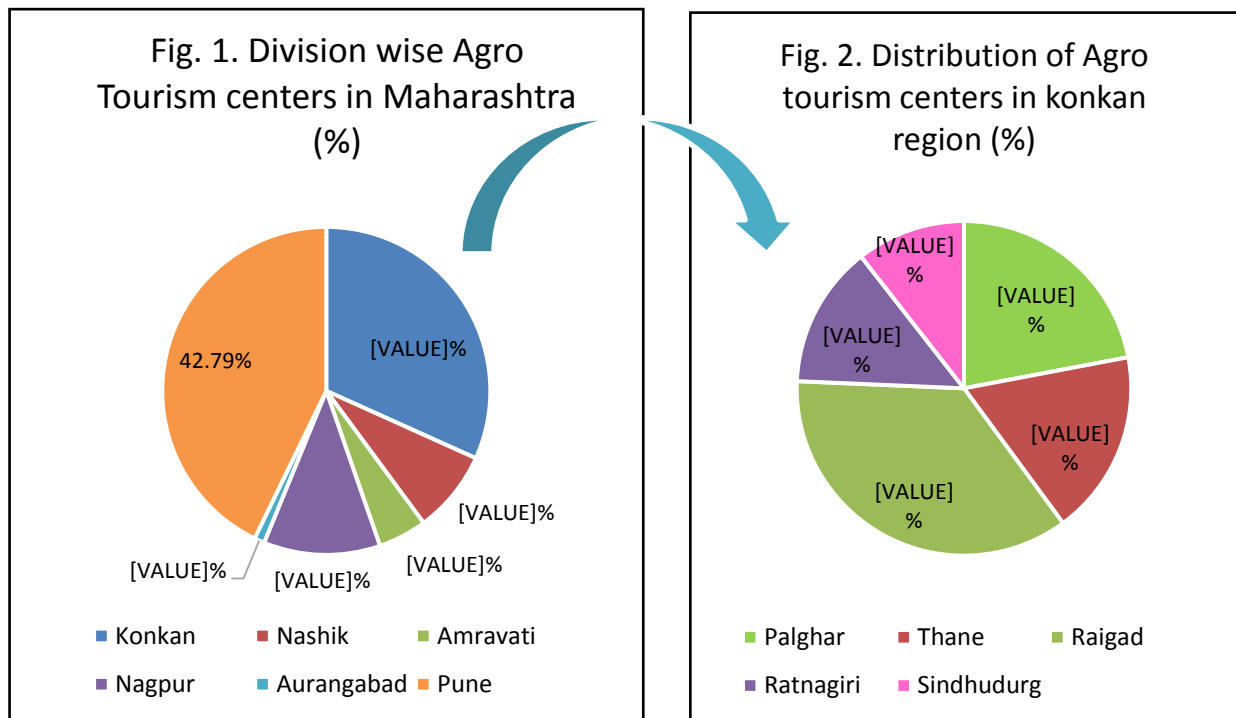 Fig. 1. Division wise Agro
Tourism centers in Maharashtra
(%)
42.79%
[VALUE]%
[VALUE]%
[VALUE]%
[VALUE]%
[VALUE]%
Konkan Nashik Amravati
Nagpur Aurangabad Pune
Fig. 2. Distribution of Agro
tourism centers in konkan
region (%)
[VALUE]
%
[VALUE]
%
[VALUE]
%
[VALUE]
%
[VALUE]
%
Palghar Thane Raigad
Ratnagiri Sindhudurg